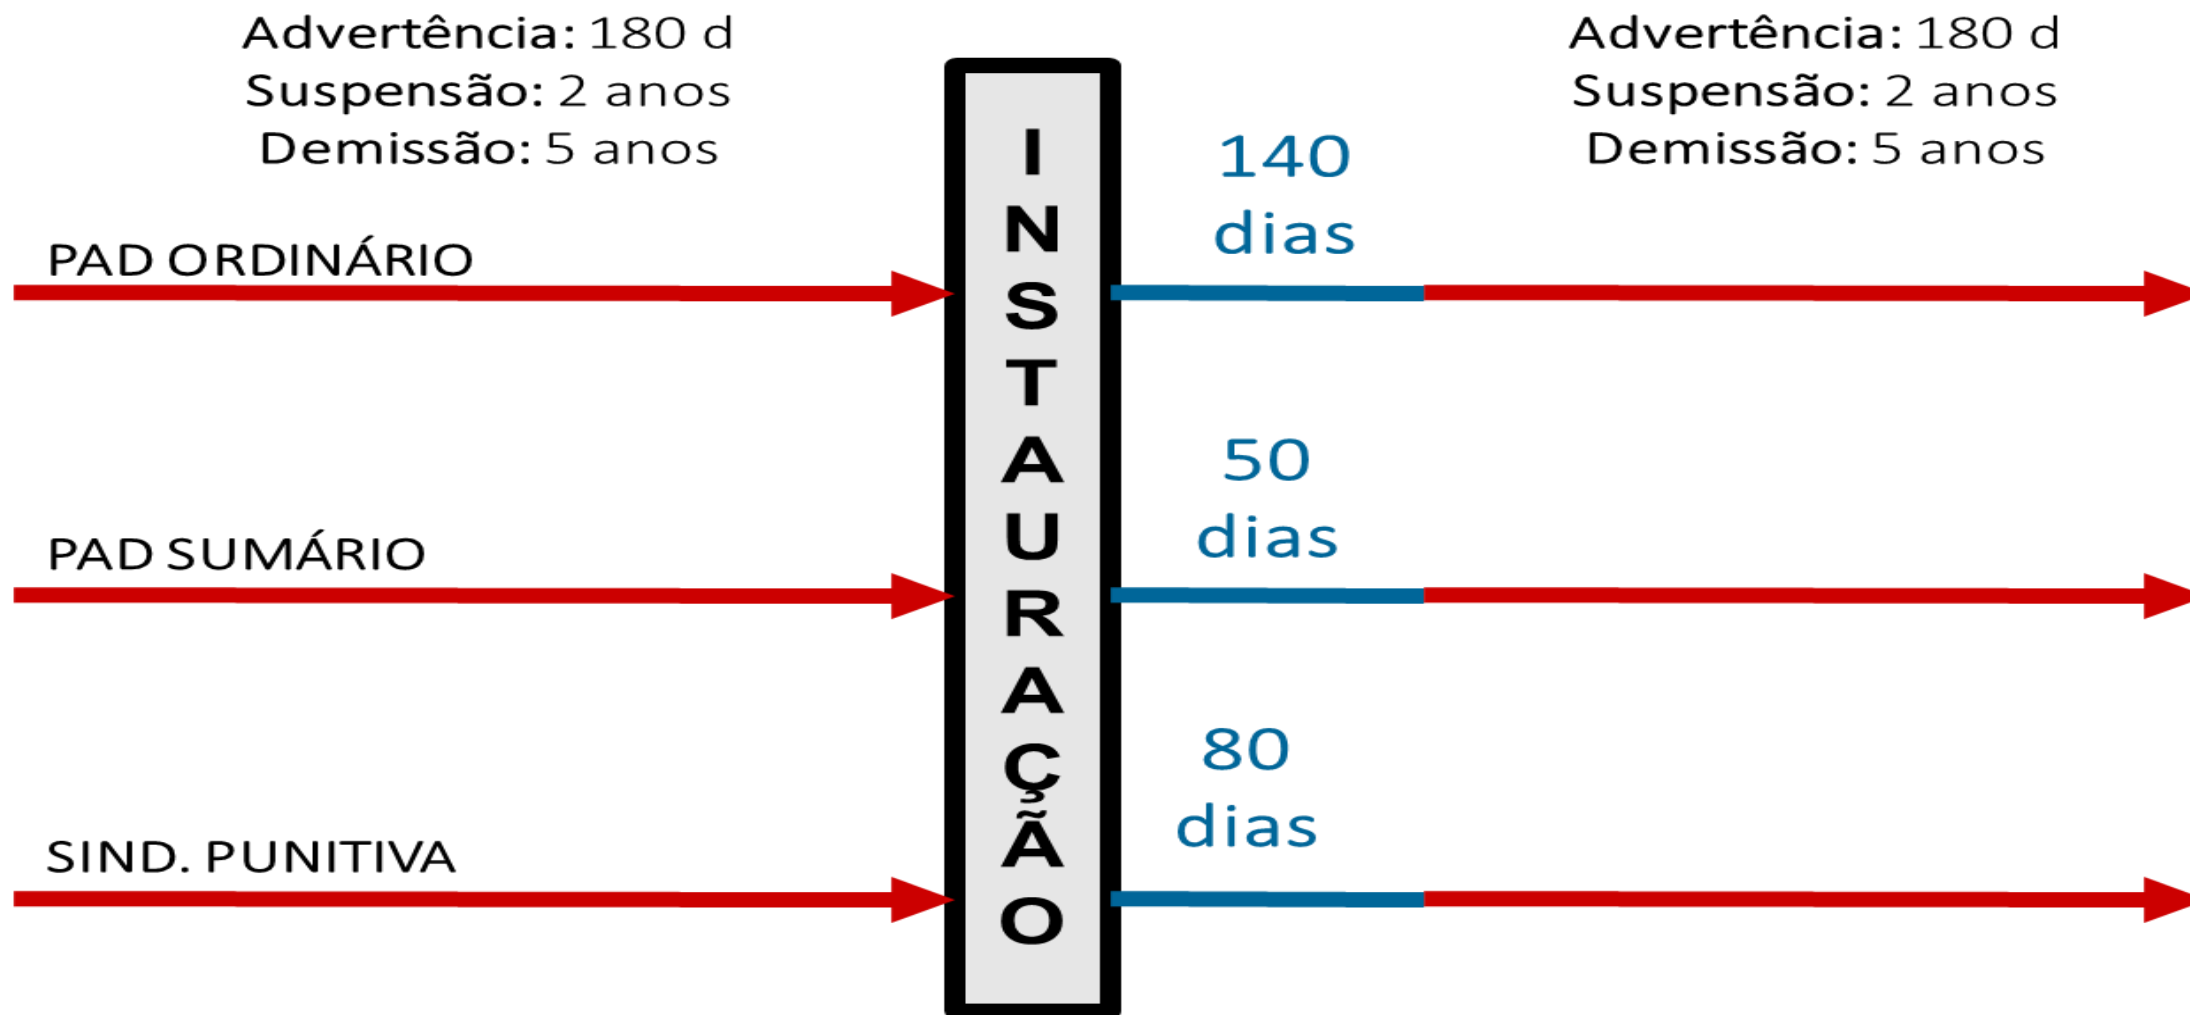 Advertência: 180 d
Suspensão: 2 anos
Demissão: 5 anos
Advertência: 180 d
Suspensão: 2 anos
Demissão: 5 anos
INSTAURAÇÃO
PAD ORDINÁRIO
140
dias
PAD SUMÁRIO
50
dias
SIND. PUNITIVA
80
dias